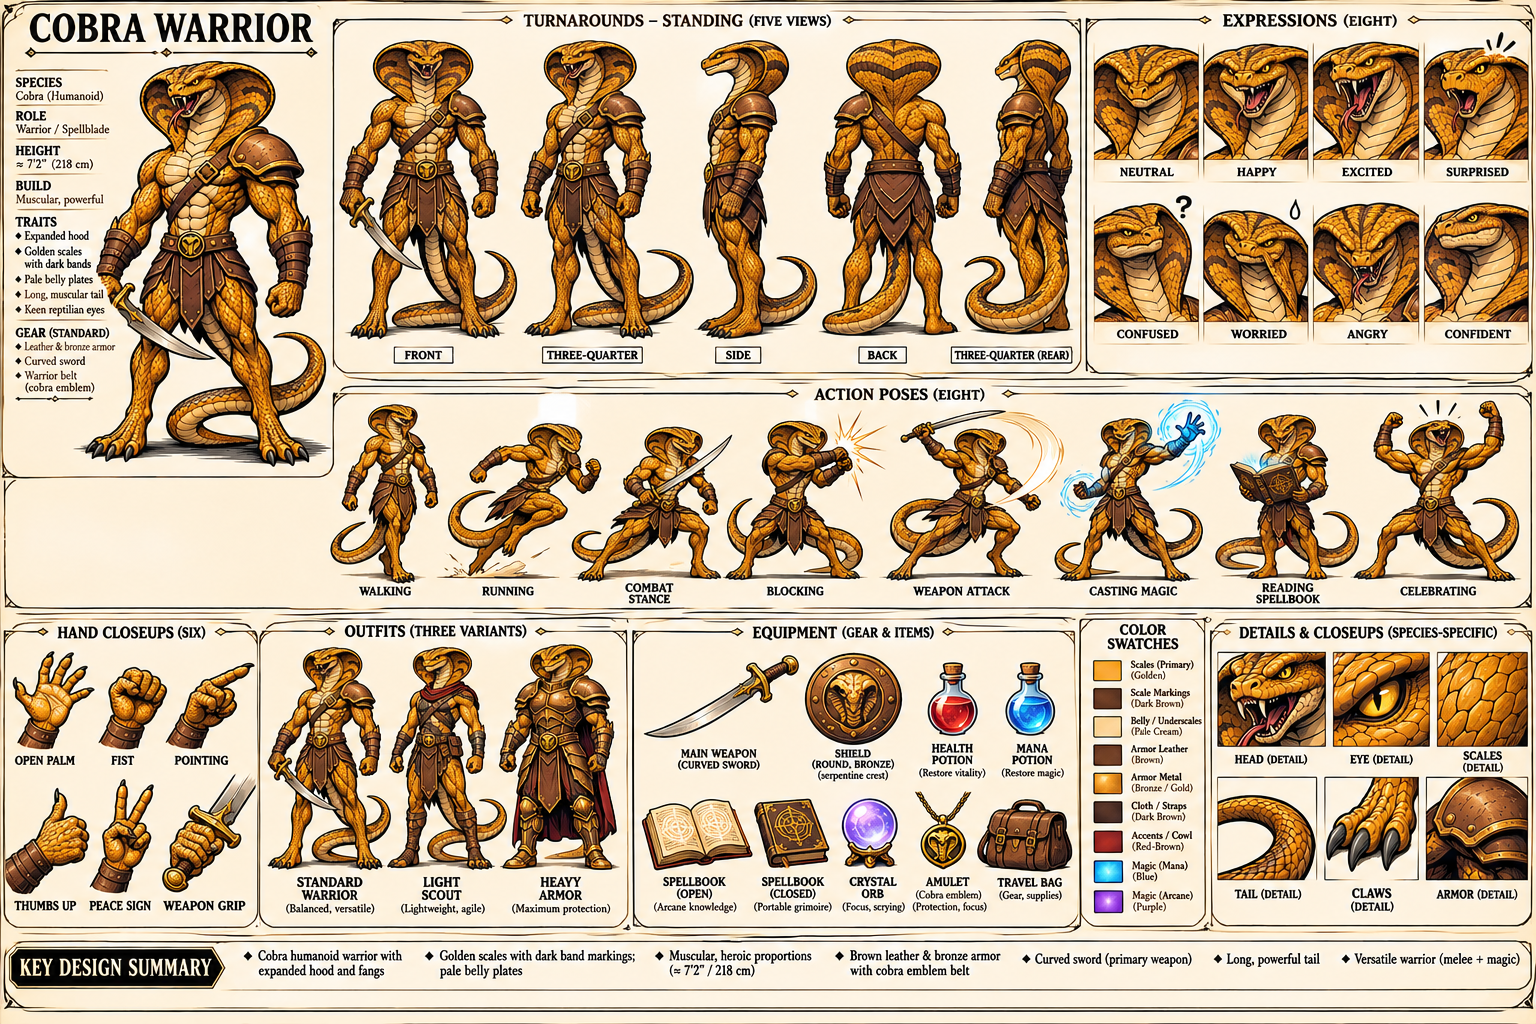 COBRA WARRIOR
SPECIES
Cobra (Humanoid)
ROLE
Warrior / Spellblade
HEIGHT
≈ 7'2" (218 cm)
BUILD
Muscular, powerful
TRAITS
◆ Expanded hood
◆ Golden scales
with dark bands
◆ Pale belly plates
◆ Long, muscular tail
◆ Keen reptilian eyes
GEAR (STANDARD)
◆ Leather & bronze armor
◆ Curved sword
◆ Warrior belt
(cobra emblem)
TURNAROUNDS – STANDING (FIVE VIEWS)
FRONT
THREE-QUARTER
SIDE
BACK
THREE-QUARTER (REAR)
EXPRESSIONS (EIGHT)
NEUTRAL
HAPPY
EXCITED
SURPRISED
?
CONFUSED
WORRIED
ANGRY
CONFIDENT
ACTION POSES (EIGHT)
WALKING
RUNNING
COMBAT
STANCE
BLOCKING
WEAPON ATTACK
CASTING MAGIC
READING
SPELLBOOK
CELEBRATING
HAND CLOSEUPS (SIX)
OPEN PALM
FIST
POINTING
THUMBS UP
PEACE SIGN
WEAPON GRIP
OUTFITS (THREE VARIANTS)
STANDARD
WARRIOR
(Balanced, versatile)
LIGHT
SCOUT
(Lightweight, agile)
HEAVY
ARMOR
(Maximum protection)
EQUIPMENT (GEAR & ITEMS)
MAIN WEAPON
(CURVED SWORD)
SHIELD
(ROUND, BRONZE)
(serpentine crest)
HEALTH
POTION
(Restore vitality)
MANA
POTION
(Restore magic)
SPELLBOOK
(OPEN)
(Arcane knowledge)
SPELLBOOK
(CLOSED)
(Portable grimoire)
CRYSTAL
ORB
(Focus, scrying)
AMULET
(Cobra emblem)
(Protection, focus)
TRAVEL BAG
(Gear, supplies)
COLOR
SWATCHES
Scales (Primary)
(Golden)
Scale Markings
(Dark Brown)
Belly / Underscales
(Pale Cream)
Armor Leather
(Brown)
Armor Metal
(Bronze / Gold)
Cloth / Straps
(Dark Brown)
Accents / Cowl
(Red-Brown)
Magic (Mana)
(Blue)
Magic (Arcane)
(Purple)
DETAILS & CLOSEUPS (SPECIES-SPECIFIC)
HEAD (DETAIL)
EYE (DETAIL)
SCALES
(DETAIL)
TAIL (DETAIL)
CLAWS
(DETAIL)
ARMOR (DETAIL)
KEY DESIGN SUMMARY
◆ Cobra humanoid warrior with
expanded hood and fangs
◆ Golden scales with dark band markings;
pale belly plates
◆ Muscular, heroic proportions
(≈ 7'2" / 218 cm)
◆ Brown leather & bronze armor
with cobra emblem belt
◆ Curved sword (primary weapon)
◆ Long, powerful tail
◆ Versatile warrior (melee + magic)